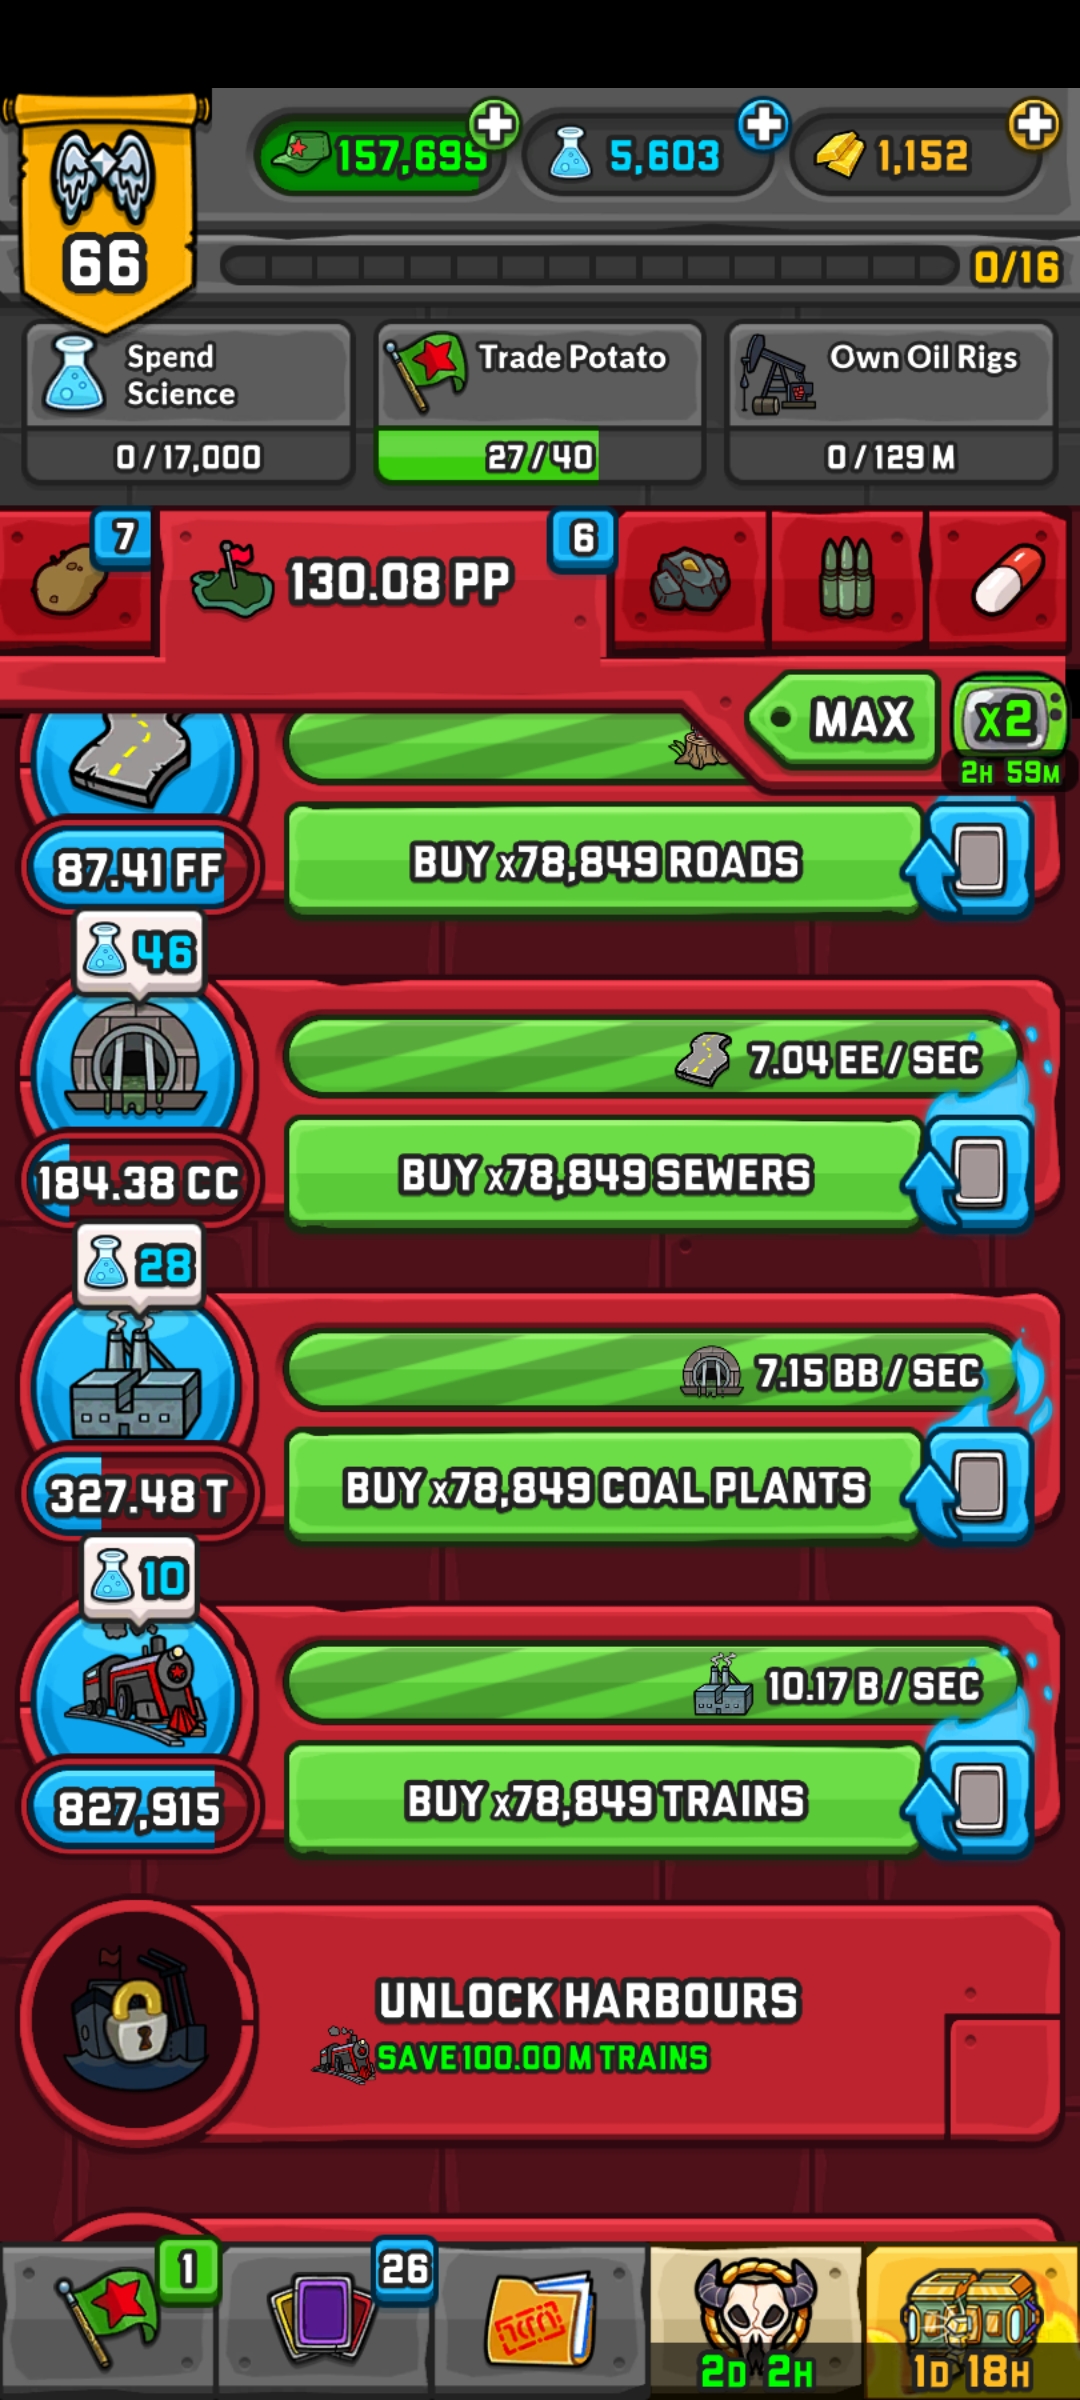 157,695
5,603
1,152
66
0/16
Spend
Science
Trade Potato
Own Oil Rigs
0 / 17,000
27 / 40
0 / 129 M
7
130.08 PP
6
MAX
X2
2H 59M
87.41 FF
BUY x78,849 ROADS
46
7.04 EE / SEC
184.38 CC
BUY x78,849 SEWERS
28
7.15 BB / SEC
327.48 T
BUY x78,849 COAL PLANTS
10
10.17 B / SEC
827,915
BUY x78,849 TRAINS
UNLOCK HARBOURS
SAVE 100.00 M TRAINS
1
26
2D 2H
1D 18H